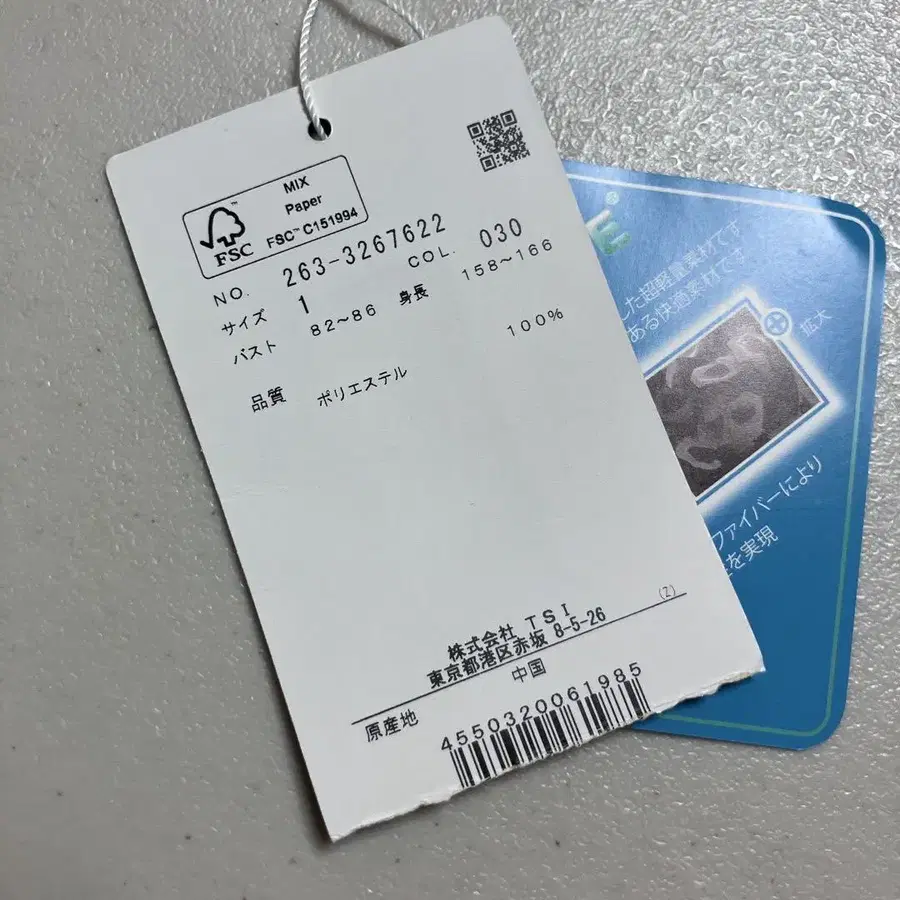 MIX
Paper
FSC™ C151994
FSC
NO. 263-3267622 COL. 030
サイズ 1
バスト 82~86 身長 158~166
品質 ポリエステル 100%
(Z)
株式会社 TSI
東京都港区赤坂 8-5-26
原産地 中国
4550320061985
E®
した超軽量素材です
ある快適素材です
拡大
ファイバーにより
を実現